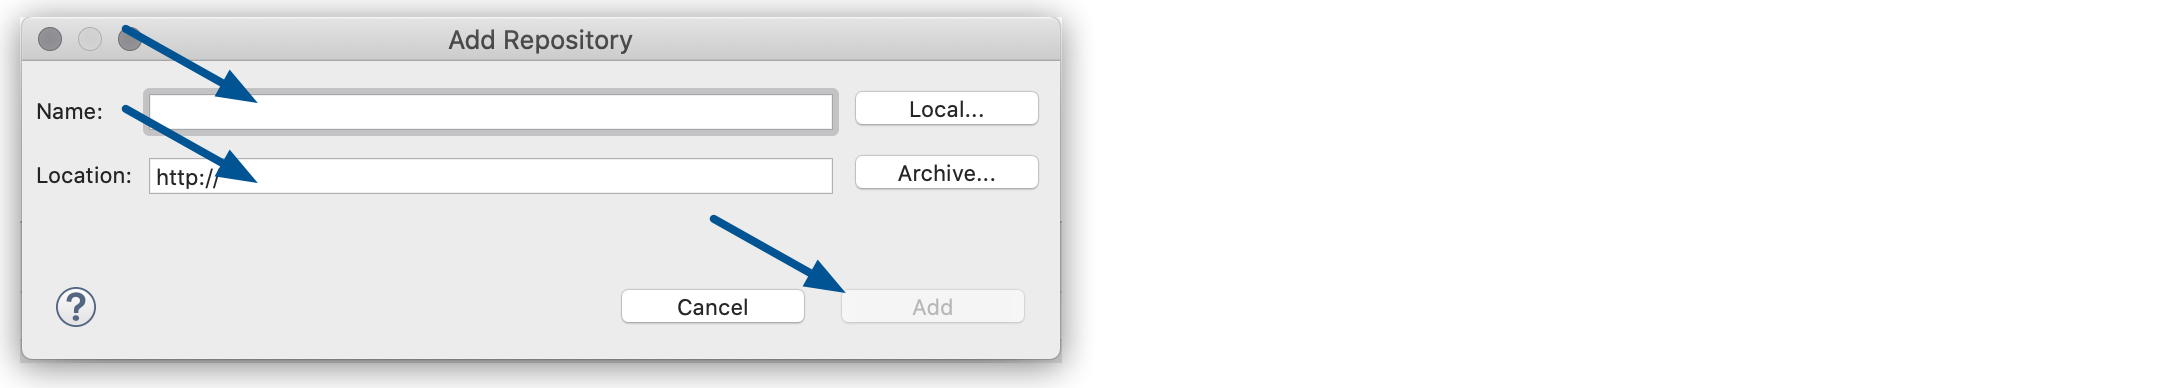 Add Repository
Name:
Local...
Location:
http://
Archive...
?
Cancel
Add